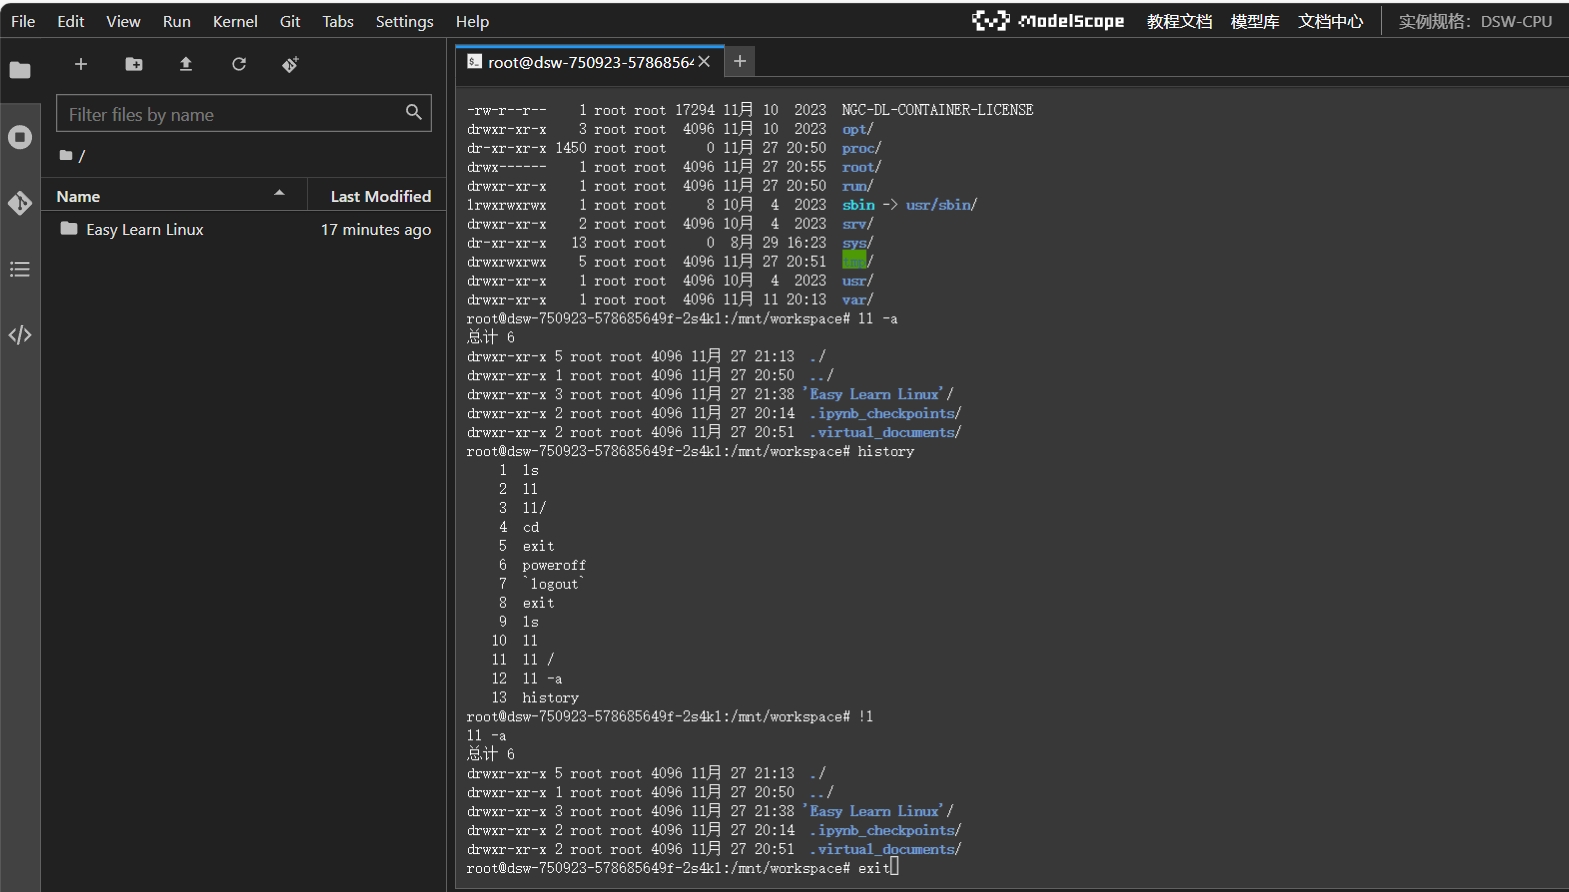 File Edit View Run Kernel Git Tabs Settings Help
ModelScope 教程文档 模型库 文档中心 实例规格：DSW-CPU
Filter files by name
/
Name Last Modified
Easy Learn Linux 17 minutes ago
root@dsw-750923-57868564
-rw-r--r-- 1 root root 17294 11月 10 2023 NGC-DL-CONTAINER-LICENSE
drwxr-xr-x 3 root root 4096 11月 10 2023 opt/
dr-xr-xr-x 1450 root root 0 11月 27 20:50 proc/
drwx------ 1 root root 4096 11月 27 20:55 root/
drwxr-xr-x 1 root root 4096 11月 27 20:50 run/
lrwxrwxrwx 1 root root 8 10月 4 2023 sbin -> usr/sbin/
drwxr-xr-x 2 root root 4096 10月 4 2023 srv/
dr-xr-xr-x 13 root root 0 8月 29 16:23 sys/
drwxrwxrwx 5 root root 4096 11月 27 20:51 tmp/
drwxr-xr-x 1 root root 4096 10月 4 2023 usr/
drwxr-xr-x 1 root root 4096 11月 11 20:13 var/
root@dsw-750923-578685649f-2s4kl:/mnt/workspace# ll -a
总计 6
drwxr-xr-x 5 root root 4096 11月 27 21:13 ./
drwxr-xr-x 1 root root 4096 11月 27 20:50 ../
drwxr-xr-x 3 root root 4096 11月 27 21:38 'Easy Learn Linux'/
drwxr-xr-x 2 root root 4096 11月 27 20:14 .ipynb_checkpoints/
drwxr-xr-x 2 root root 4096 11月 27 20:51 .virtual_documents/
root@dsw-750923-578685649f-2s4kl:/mnt/workspace# history
1 ls
2 ll
3 ll/
4 cd
5 exit
6 poweroff
7 `logout`
8 exit
9 ls
10 ll
11 ll /
12 ll -a
13 history
root@dsw-750923-578685649f-2s4kl:/mnt/workspace# !l
ll -a
总计 6
drwxr-xr-x 5 root root 4096 11月 27 21:13 ./
drwxr-xr-x 1 root root 4096 11月 27 20:50 ../
drwxr-xr-x 3 root root 4096 11月 27 21:38 'Easy Learn Linux'/
drwxr-xr-x 2 root root 4096 11月 27 20:14 .ipynb_checkpoints/
drwxr-xr-x 2 root root 4096 11月 27 20:51 .virtual_documents/
root@dsw-750923-578685649f-2s4kl:/mnt/workspace# exit